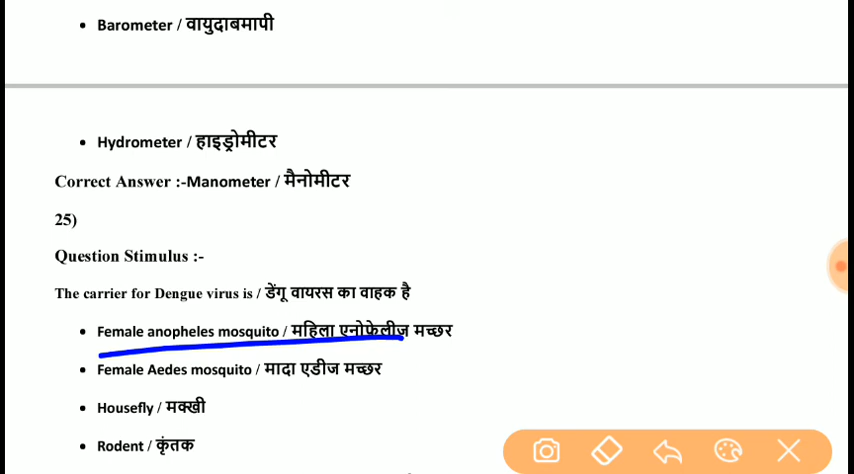 • Barometer / वायुदाबमापी
• Hydrometer / हाइड्रोमीटर
Correct Answer :-Manometer / मैनोमीटर
25)
Question Stimulus :-
The carrier for Dengue virus is / डेंगू वायरस का वाहक है
• Female anopheles mosquito / महिला एनोफेलीज मच्छर
• Female Aedes mosquito / मादा एडीज मच्छर
• Housefly / मक्खी
• Rodent / कृंतक